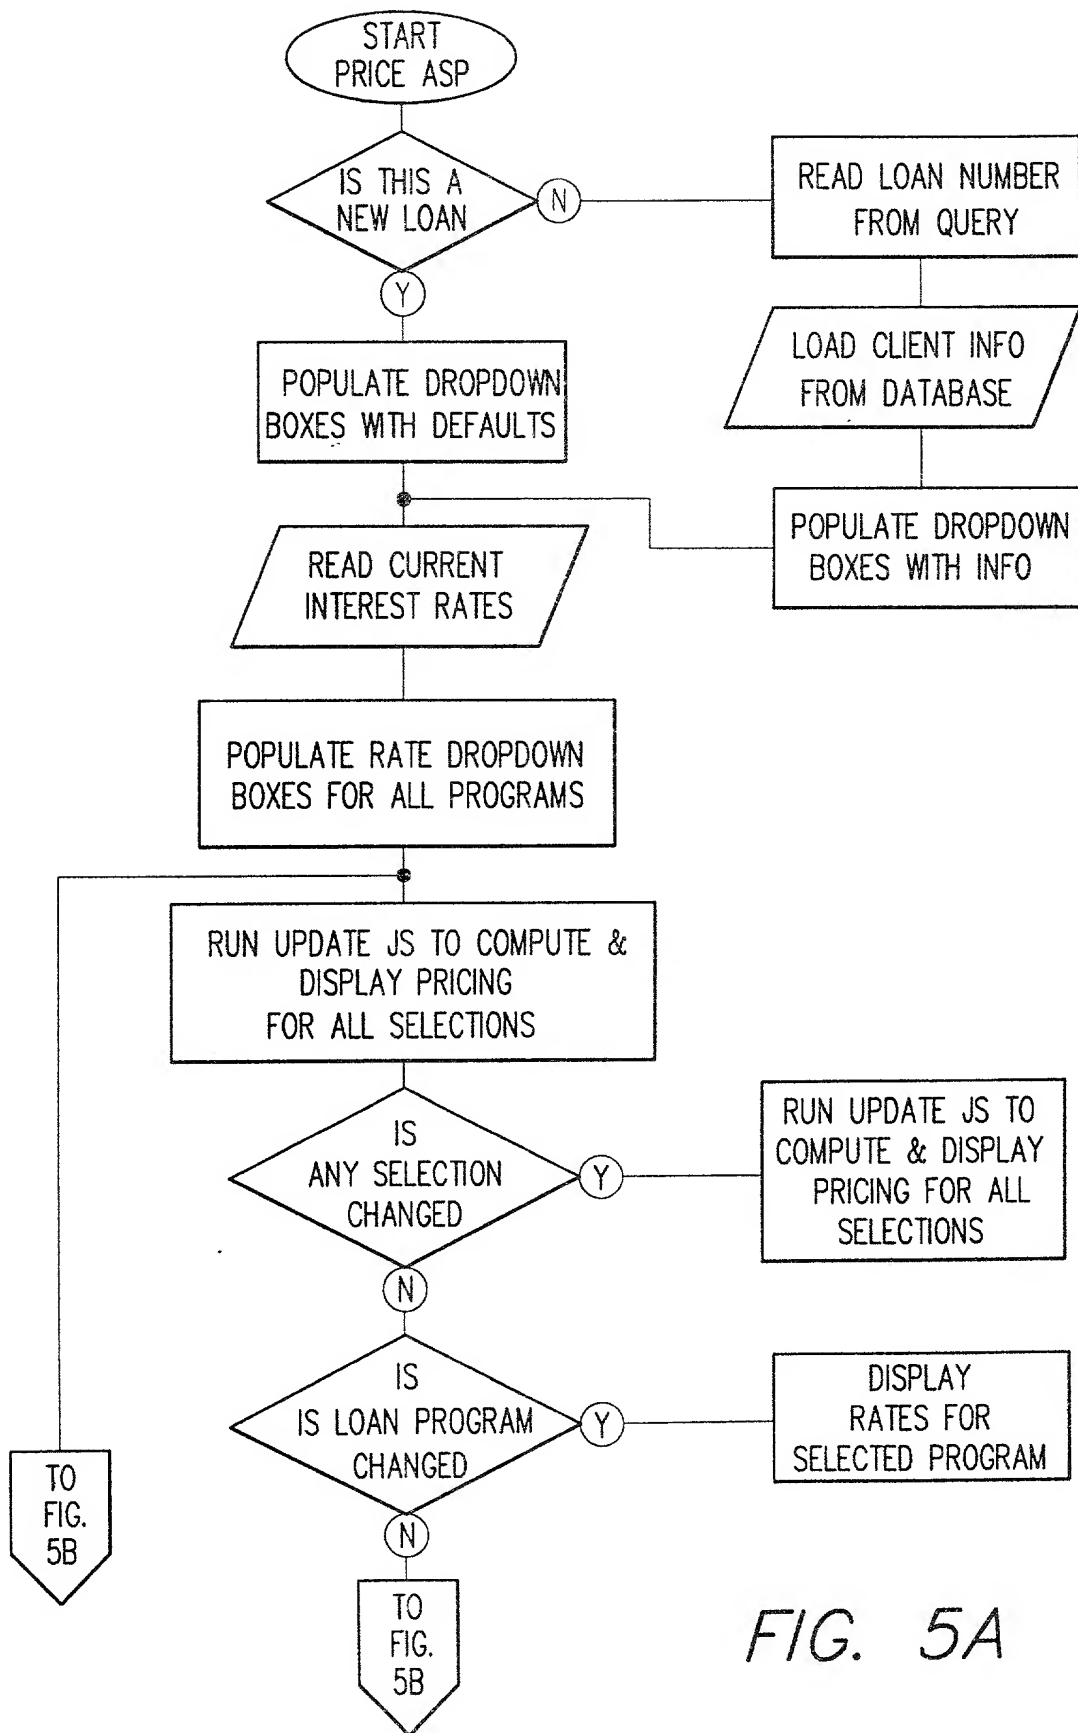 START
PRICE ASP
IS THIS A
NEW LOAN
N
READ LOAN NUMBER
FROM QUERY
Y
LOAD CLIENT INFO
FROM DATABASE
POPULATE DROPDOWN
BOXES WITH DEFAULTS
POPULATE DROPDOWN
BOXES WITH INFO
READ CURRENT
INTEREST RATES
POPULATE RATE DROPDOWN
BOXES FOR ALL PROGRAMS
RUN UPDATE JS TO COMPUTE &
DISPLAY PRICING
FOR ALL SELECTIONS
IS
ANY SELECTION
CHANGED
Y
RUN UPDATE JS TO
COMPUTE & DISPLAY
PRICING FOR ALL
SELECTIONS
N
IS
IS LOAN PROGRAM
CHANGED
Y
DISPLAY
RATES FOR
SELECTED PROGRAM
TO
FIG.
5B
N
TO
FIG.
5B
FIG. 5A